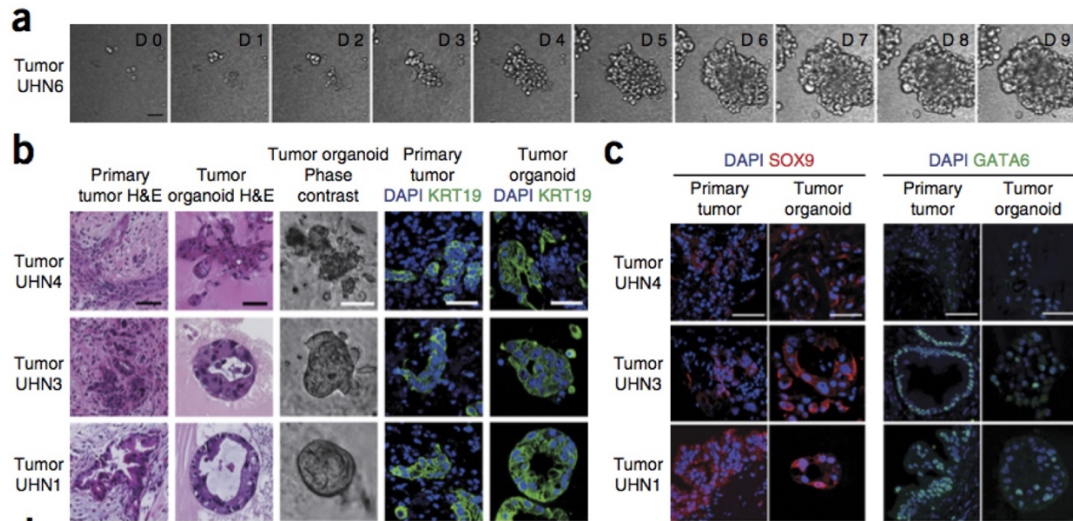 a
Tumor
UHN6
D 0
D 1
D 2
D 3
D 4
D 5
D 6
D 7
D 8
D 9
b
Primary
tumor H&E
Tumor
organoid H&E
Tumor organoid
Phase
contrast
Primary
tumor
DAPI KRT19
Tumor
organoid
DAPI KRT19
Tumor
UHN4
Tumor
UHN3
Tumor
UHN1
c
DAPI SOX9
DAPI GATA6
Primary
tumor
Tumor
organoid
Primary
tumor
Tumor
organoid
Tumor
UHN4
Tumor
UHN3
Tumor
UHN1